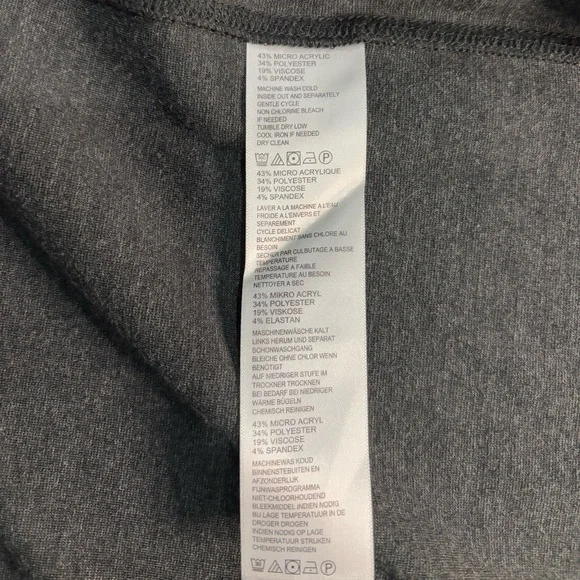 43% MICRO ACRYLIC
34% POLYESTER
19% VISCOSE
4% SPANDEX
MACHINE WASH COLD
INSIDE OUT AND SEPARATELY
GENTLE CYCLE
NON CHLORINE BLEACH
IF NEEDED
TUMBLE DRY LOW
COOL IRON IF NEEDED
DRY CLEAN
43% MICRO ACRYLIQUE
34% POLYESTER
19% VISCOSE
4% SPANDEX
LAVER A LA MACHINE A L'EAU
FROIDE A L'ENVERS ET
SEPAREMENT
CYCLE DELICAT
BLANCHIMENT SANS CHLORE AU
BESOIN
SECHER PAR CULBUTAGE A BASSE
TEMPERATURE
REPASSAGE A FAIBLE
TEMPERATURE AU BESOIN
NETTOYER A SEC
43% MIKRO ACRYL
34% POLYESTER
19% VISKOSE
4% ELASTAN
MASCHINENWÄSCHE KALT
LINKS HERUM UND SEPARAT
SCHONWASCHGANG
BLEICHE OHNE CHLOR WENN
BENÖTIGT
AUF NIEDRIGER STUFE IM
TROCKNER TROCKNEN
BEI BEDARF BEI NIEDRIGER
WÄRME BÜGELN
CHEMISCH REINIGEN
43% MICRO ACRYL
34% POLYESTER
19% VISCOSE
4% SPANDEX
MACHINEWAS KOUD
BINNENSTEBUITEN EN
AFZONDERLIJK
FIJNWASPROGRAMMA
NIET-CHLOORHOUDEND
BLEEKMIDDEL INDIEN NODIG
BIJ LAGE TEMPERATUUR IN DE
DROGER DROGEN
INDIEN NODIG OP LAGE
TEMPERATUUR STRIJKEN
CHEMISCH REINIGEN